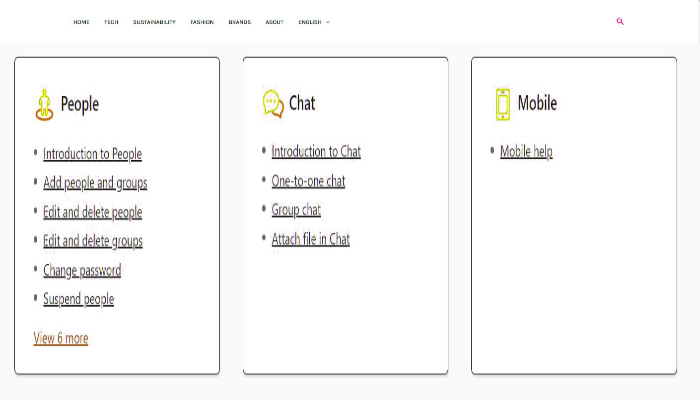 HOME TECH SUSTAINABILITY FASHION BRANDS ABOUT ENGLISH
People
Introduction to People
Add people and groups
Edit and delete people
Edit and delete groups
Change password
Suspend people
View 6 more
Chat
Introduction to Chat
One-to-one chat
Group chat
Attach file in Chat
Mobile
Mobile help